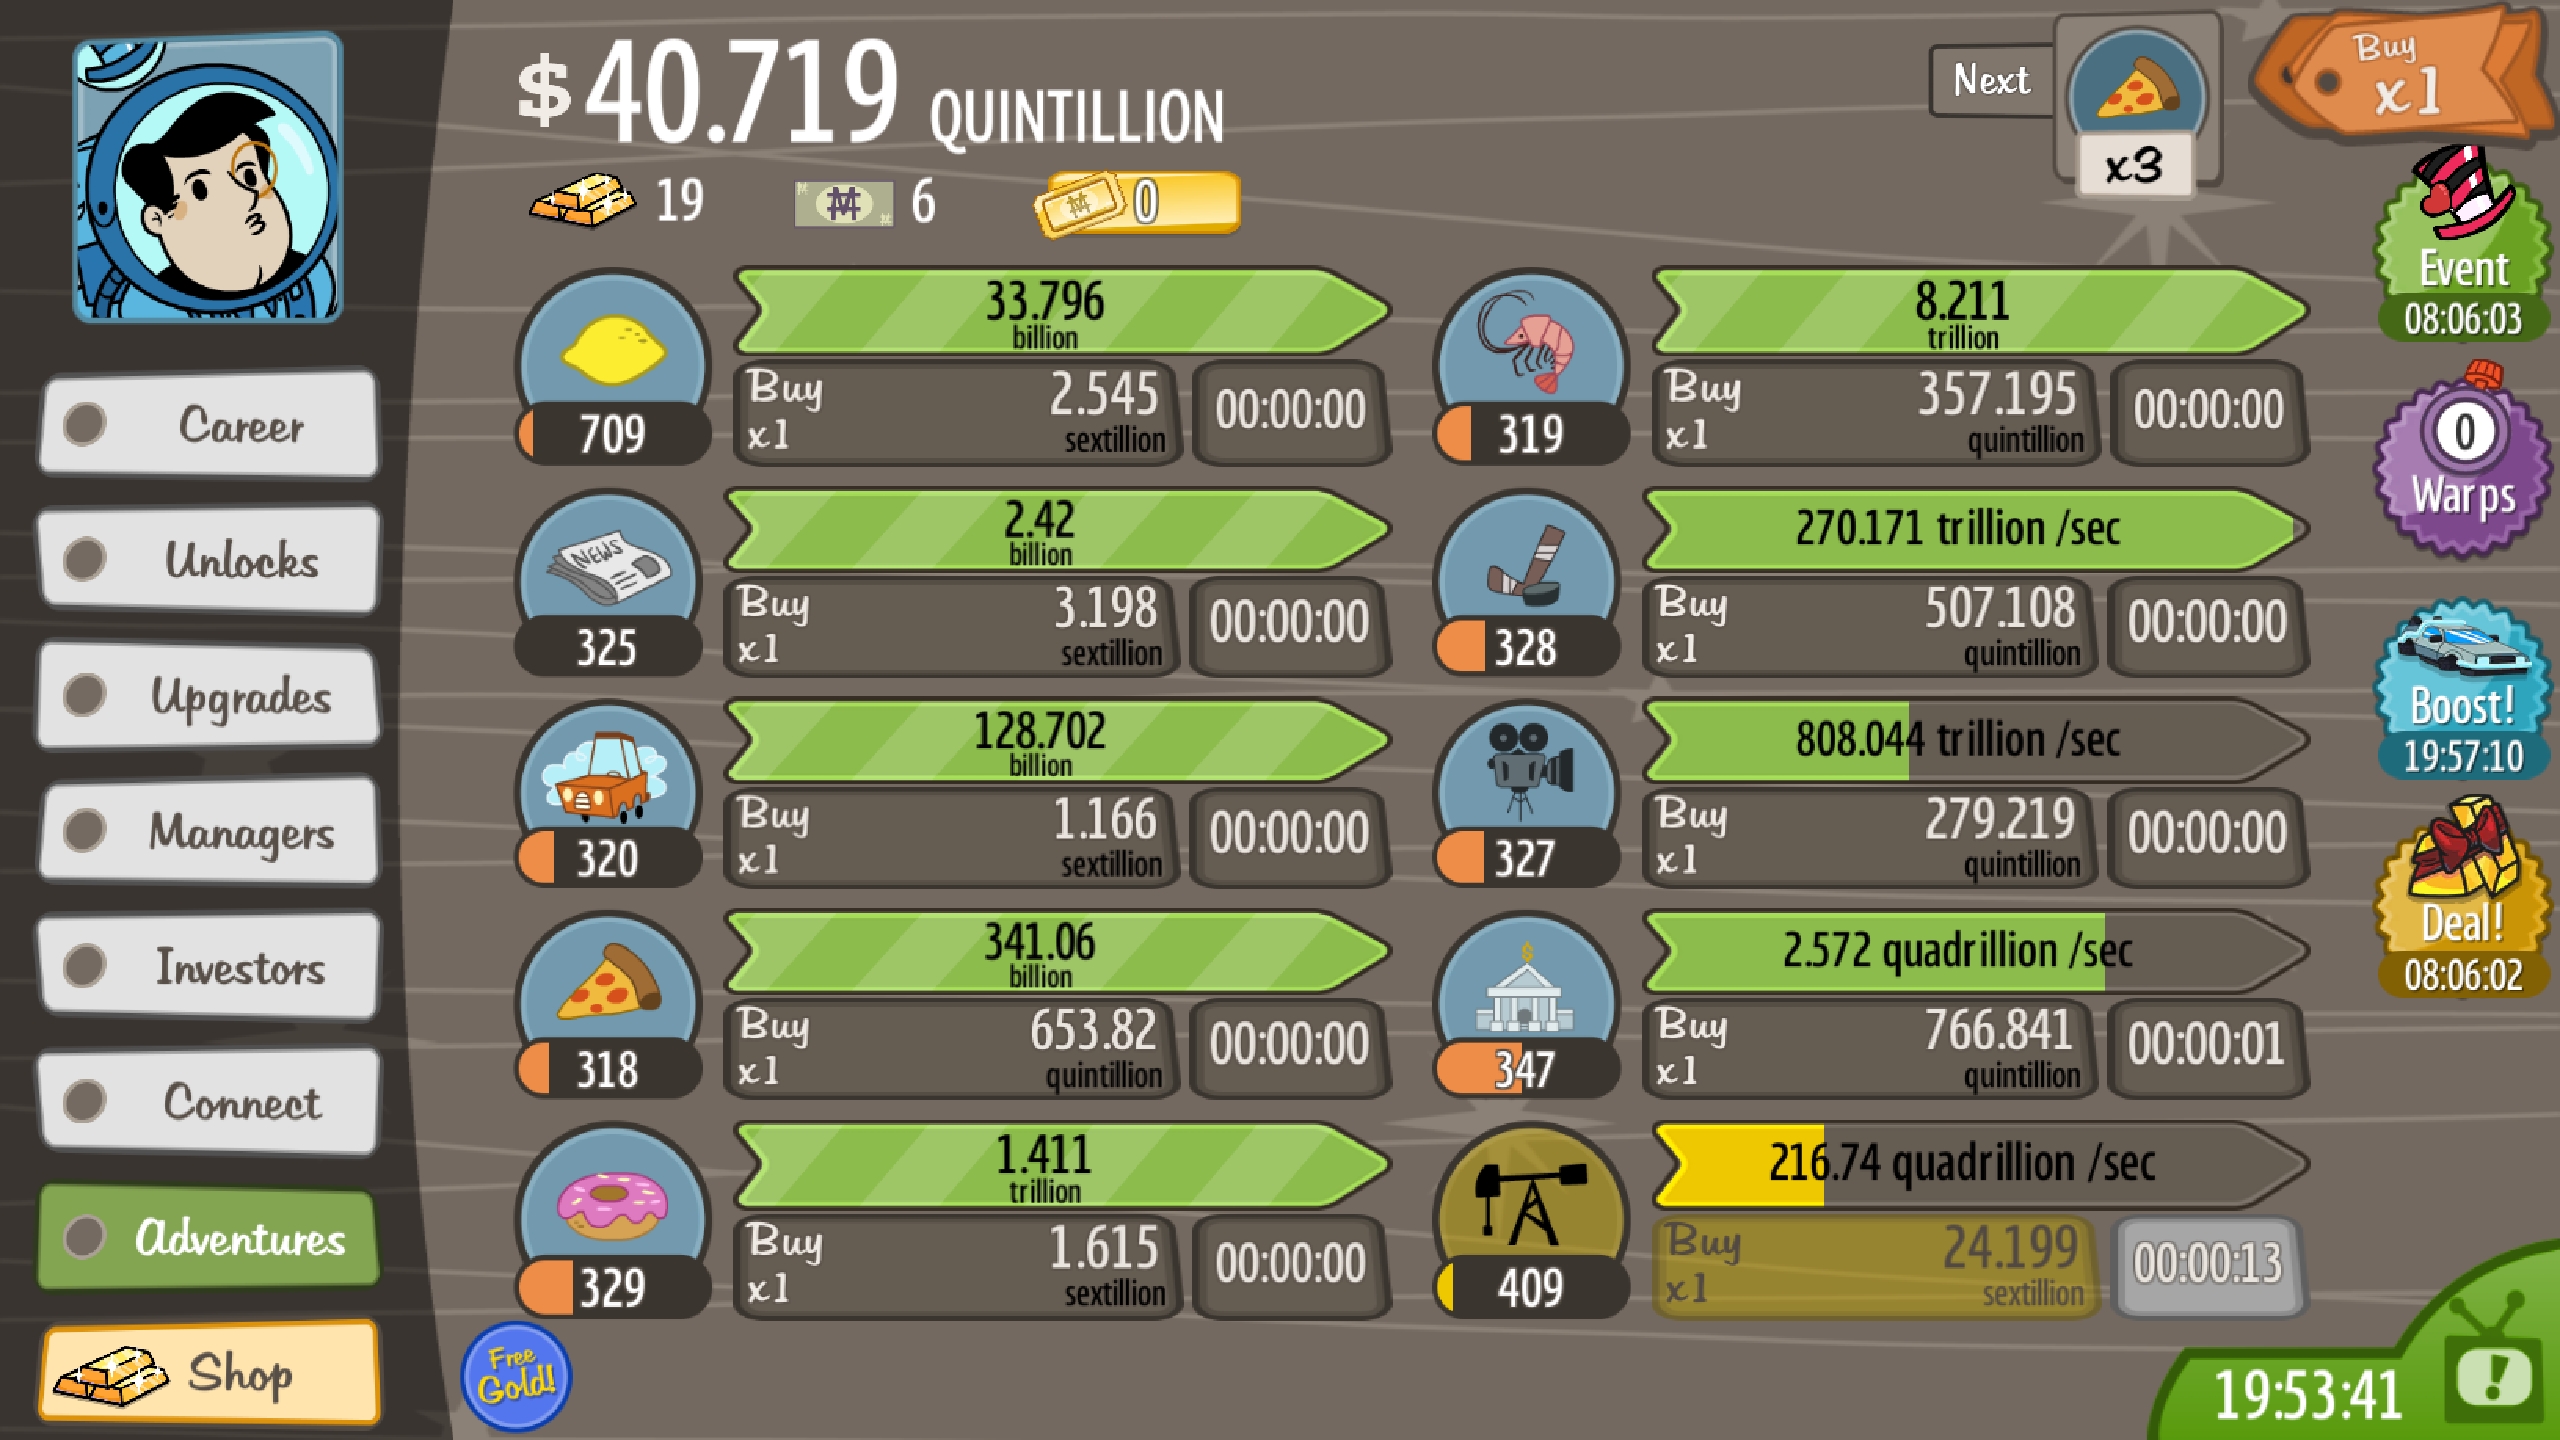 $40.719 QUINTILLION
19
6
0
Next
x3
Buy
x1
Event
08:06:03
0
Warps
Boost!
19:57:10
Deal!
08:06:02
Career
Unlocks
Upgrades
Managers
Investors
Connect
Adventures
Shop
Free
Gold!
33.796
billion
709
Buy
x1
2.545
sextillion
00:00:00
NEWS
2.42
billion
325
Buy
x1
3.198
sextillion
00:00:00
128.702
billion
320
Buy
x1
1.166
sextillion
00:00:00
341.06
billion
318
Buy
x1
653.82
quintillion
00:00:00
1.411
trillion
329
Buy
x1
1.615
sextillion
00:00:00
8.211
trillion
319
Buy
x1
357.195
quintillion
00:00:00
270.171 trillion /sec
328
Buy
x1
507.108
quintillion
00:00:00
808.044 trillion /sec
327
Buy
x1
279.219
quintillion
00:00:00
2.572 quadrillion /sec
347
Buy
x1
766.841
quintillion
00:00:01
216.74 quadrillion /sec
409
Buy
x1
24.199
sextillion
00:00:13
19:53:41
!